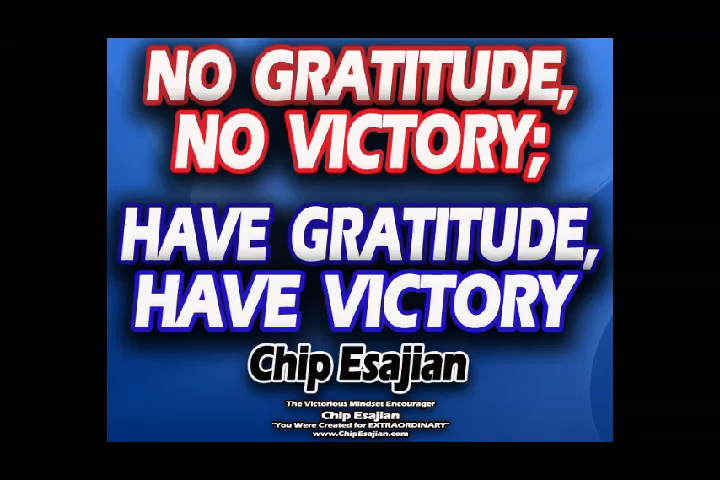 NO GRATITUDE,
NO VICTORY;
HAVE GRATITUDE,
HAVE VICTORY
Chip Esajian
The Victorious Mindset Encourager
Chip Esajian
"You Were Created for EXTRAORDINARY"
www.ChipEsajian.com